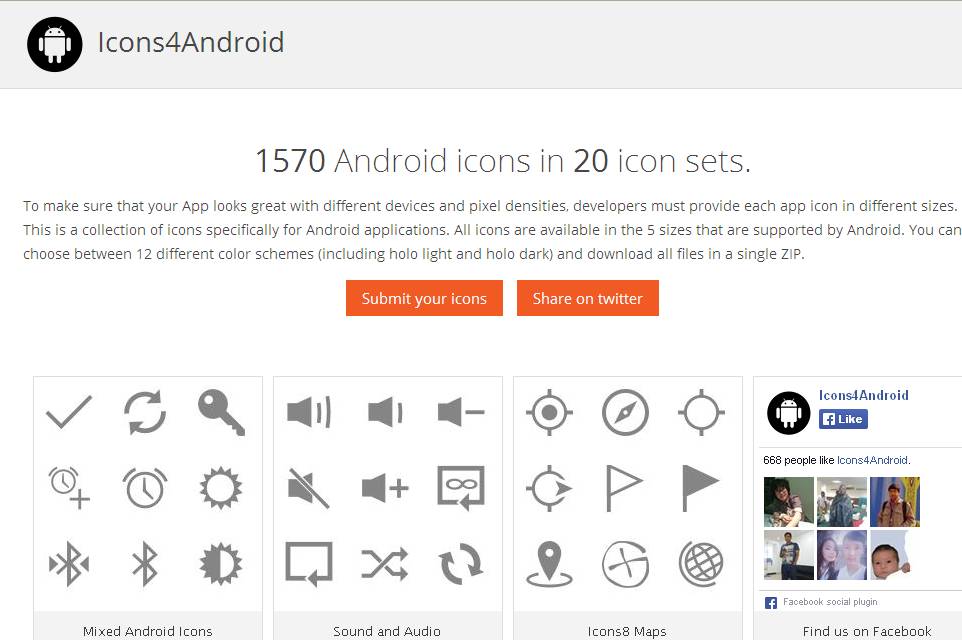 Icons4Android
1570 Android icons in 20 icon sets.
To make sure that your App looks great with different devices and pixel densities, developers must provide each app icon in different sizes.
This is a collection of icons specifically for Android applications. All icons are available in the 5 sizes that are supported by Android. You can
choose between 12 different color schemes (including holo light and holo dark) and download all files in a single ZIP.
Submit your icons
Share on twitter
Icons4Android
Like
668 people like Icons4Android.
Facebook social plugin
Mixed Android Icons
Sound and Audio
Icons8 Maps
Find us on Facebook